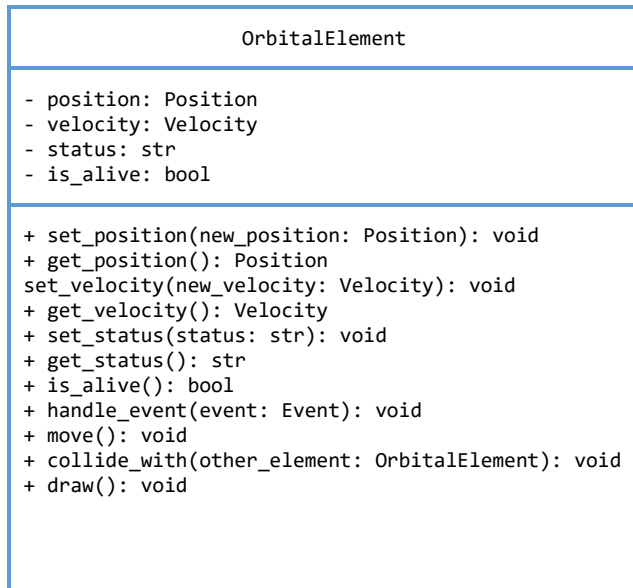 OrbitalElement
- position: Position
- velocity: Velocity
- status: str
- is_alive: bool
+ set_position(new_position: Position): void
+ get_position(): Position
set_velocity(new_velocity: Velocity): void
+ get_velocity(): Velocity
+ set_status(status: str): void
+ get_status(): str
+ is_alive(): bool
+ handle_event(event: Event): void
+ move(): void
+ collide_with(other_element: OrbitalElement): void
+ draw(): void